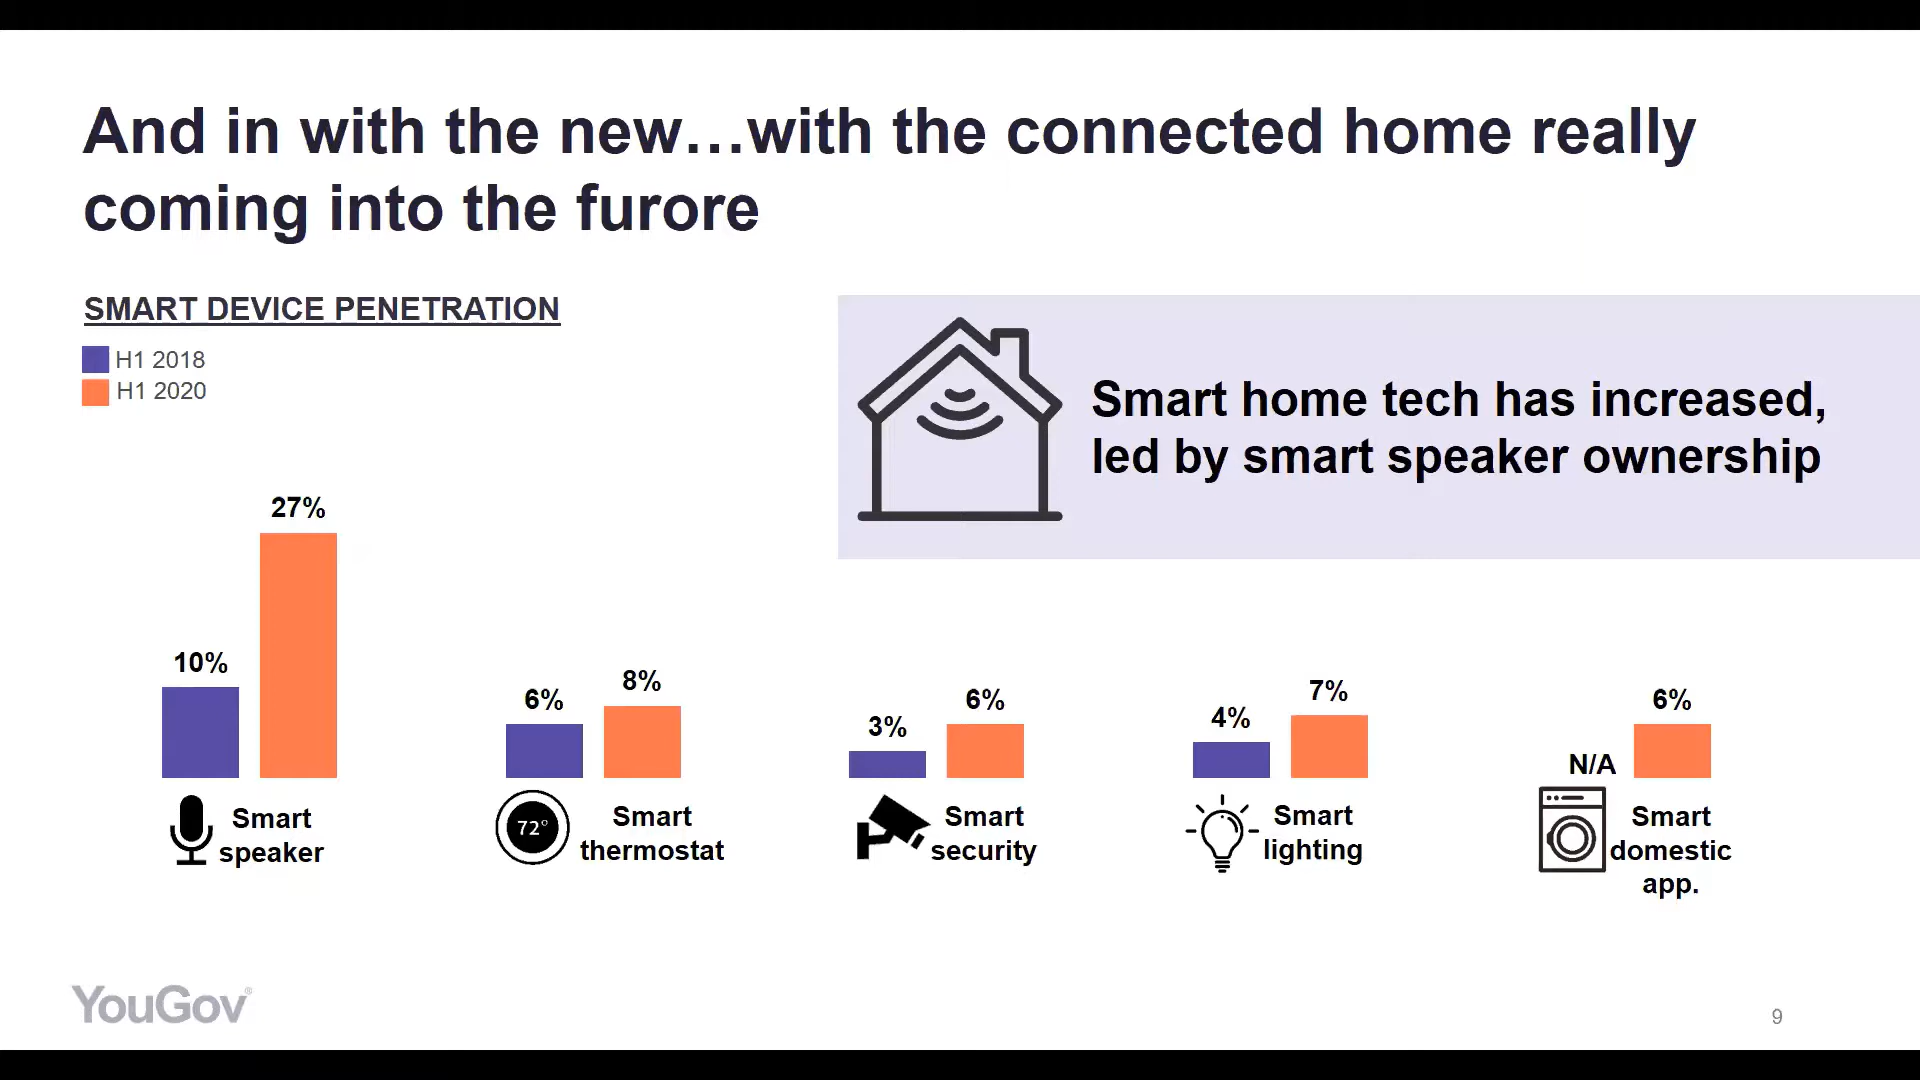 And in with the new…with the connected home really
coming into the furore
SMART DEVICE PENETRATION
H1 2018
H1 2020
Smart home tech has increased,
led by smart speaker ownership
10%
27%
6%
8%
3%
6%
4%
7%
N/A
6%
Smart
speaker
72°
Smart
thermostat
Smart
security
Smart
lighting
Smart
domestic
app.
YouGov®
9